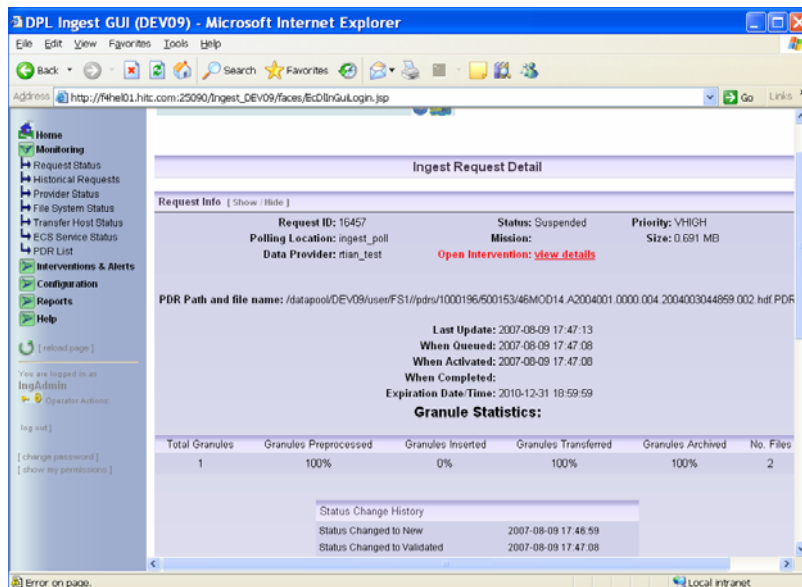 DPL Ingest GUI (DEV09) - Microsoft Internet Explorer
File Edit View Favorites Tools Help
Back Search Favorites
Address http://f4hel01.hitc.com:25090/Ingest_DEV09/faces/EcDlInGuiLogin.jsp Go Links
Home
Monitoring
Request Status
Historical Requests
Provider Status
File System Status
Transfer Host Status
ECS Service Status
PDR List
Interventions & Alerts
Configuration
Reports
Help
[ reload page ]
You are logged in as
IngAdmin
Operator Actions
log out ]
[ change password ]
[ show my permissions ]
Ingest Request Detail
Request Info [ Show / Hide ]
Request ID: 16457 Status: Suspended Priority: VHIGH
Polling Location: ingest_poll Mission: Size: 0.691 MB
Data Provider: rtian_test Open Intervention: view details
PDR Path and file name: /datapool/DEV09/user/FS1//pdrs/1000196/500153/46MOD14.A2004001.0000.004.2004003044859.002.hdf.PDR
Last Update: 2007-08-09 17:47:13
When Queued: 2007-08-09 17:47:08
When Activated: 2007-08-09 17:47:08
When Completed:
Expiration Date/Time: 2010-12-31 18:59:59
Granule Statistics:
Total Granules Granules Preprocessed Granules Inserted Granules Transferred Granules Archived No. Files
1 100% 0% 100% 100% 2
Status Change History
Status Changed to New 2007-08-09 17:46:59
Status Changed to Validated 2007-08-09 17:47:08
Error on page. Local intranet